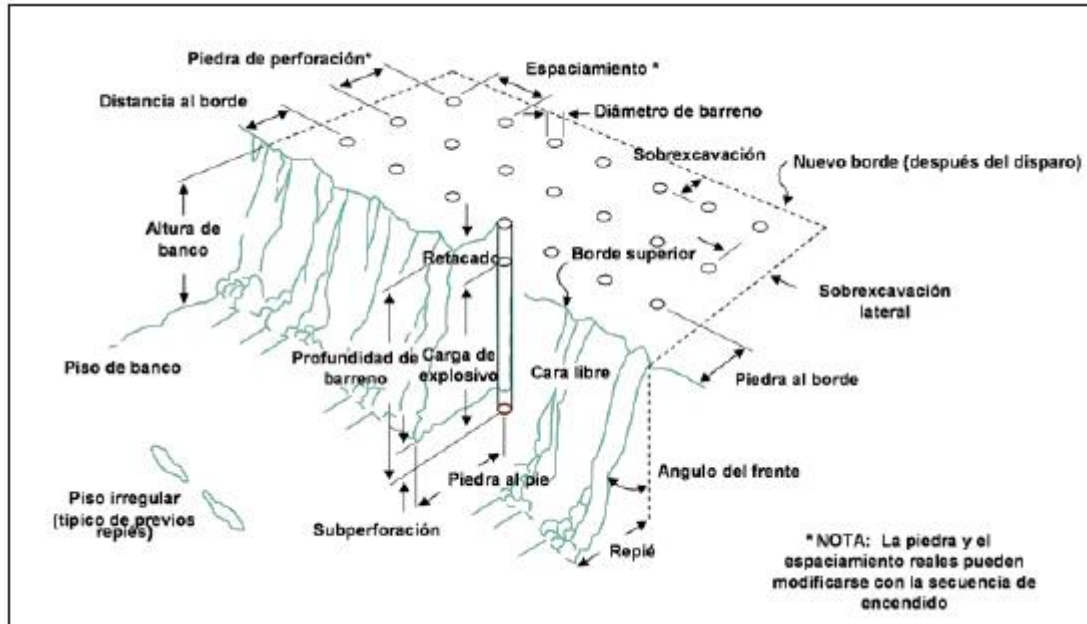 Piedra de perforación*
Espaciamiento *
Distancia al borde
Diámetro de barreno
Sobrexcavación
Nuevo borde (después del disparo)
Altura de
banco
Retacado
Borde superior
Sobrexcavación
lateral
Piso de banco
Profundidad de
barreno
Carga de
explosivo
Cara libre
Piedra al borde
Piedra al pie
Angulo del frente
Piso irregular
(tipico de previos
repiés)
Subperforación
Repié
*NOTA: La piedra y el
espaciamiento reales pueden
modificarse con la secuencia de
encendido